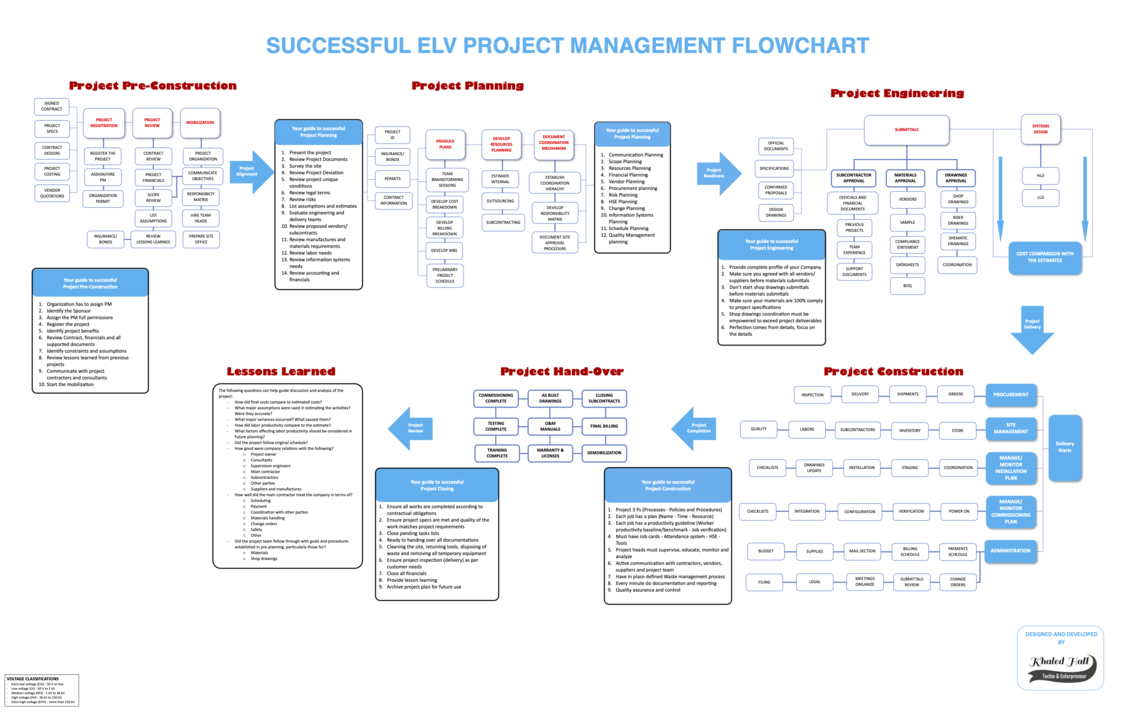 SUCCESSFUL ELV PROJECT MANAGEMENT FLOWCHART
Project Pre-Construction
SIGNED
CONTRACT
PROJECT
SPECS
CONTRACT
DESIGNS
PROJECT
COSTING
VENDOR
QUOTATIONS
PROJECT
REGISTRATION
REGISTER THE
PROJECT
ASSIGN/FIRE
PM
ORGANIZATION
PERMIT
INSURANCE/
BONDS
PROJECT
REVIEW
CONTRACT
REVIEW
PROJECT
FINANCIALS
SCOPE
REVIEW
LIST
ASSUMPTIONS
REVIEW
LESSONS LEARNED
MOBILIZATION
PROJECT
ORGANIZATION
COMMUNICATE
OBJECTIVES
RESPONSIBILITY
MATRIX
HIRE TEAM
HEADS
PREPARE SITE
OFFICE
Your guide to successful
Project Pre-Construction
1. Organization has to assign PM
2. Identify the Sponsor
3. Assign the PM full permissions
4. Register the project
5. Identify project benefits
6. Review Contract, financials and all
supported documents
7. Identify constraints and assumptions
8. Review lessons learned from previous
projects
9. Communicate with project
contractors and consultants
10. Start the mobilization
Project
Alignment
Project Planning
Your guide to successful
Project Planning
1. Present the project
2. Review Project Documents
3. Survey the site
4. Review Project Deviation
5. Review project unique
conditions
6. Review legal terms
7. Review risks
8. List assumptions and estimates
9. Evaluate engineering and
delivery teams
10. Review proposed vendors/
subcontracts
11. Review manufactures and
materials requirements
12. Review labor needs
13. Review information systems
needs
14. Review accounting and
financials
PROJECT
ID
INSURANCE/
BONDS
PERMITS
CONTRACT
INFORMATION
PRODUCE
PLANS
TEAM
BRAINSTORMING
SESSIONS
DEVELOP COST
BREAKDOWN
DEVELOP
BILLING
BREAKDOWN
DEVELOP WBS
PRELIMINARY
PROJECT
SCHEDULE
DEVELOP
RESOURCES
PLANNING
ESTIMATE
INTERNAL
OUTSOURCING
SUBCONTRACTING
DOCUMENT
COORDINATION
MECHANISM
ESTABLISH
COORDINATION
HIERACHY
DEVELOP
RESPONSIBILITY
MATRIX
DOCUMENT SITE
APPROVAL
PROCEDURE
Your guide to successful
Project Planning
1. Communication Planning
2. Scope Planning
3. Resources Planning
4. Financial Planning
5. Vendor Planning
6. Procurement planning
7. Risk Planning
8. HSE Planning
9. Change Planning
10. Information Systems
Planning
11. Schedule Planning
12. Quality Management
planning
Project
Readiness
Project Engineering
OFFICIAL
DOCUMENTS
SPECIFICATIONS
CONFIRMED
PROPOSALS
DESIGN
DRAWINGS
SUBMITTALS
SUBCONTRACTOR
APPROVAL
OFFICIALS AND
FINANCIAL
DOCUMENTS
PREVIOUS
PROJECTS
TEAM
EXPERIENCE
SUPPORT
DOCUMENTS
MATERIALS
APPROVAL
VENDORS
SAMPLE
COMPLIANCE
STATEMENT
DATESHEETS
BOQ
DRAWINGS
APPROVAL
SHOP
DRAWINGS
RISER
DRAWINGS
SHEMATIC
DRAWINGS
COORDINATION
SYSTEMS
DESIGN
HLD
LLD
COST COMPARISON WITH
THE ESTIMATES
Your guide to successful
Project Engineering
1. Provide complete profile of your Company
2. Make sure you agreed with all vendors/
suppliers before materials submittals
3. Don't start shop drawings submittals
before materials submittals
4. Make sure your materials are 100% comply
to project specifications
5. Shop drawings coordination must be
empowered to exceed project deliverables
6. Perfection comes from details, focus on
the details
Project
Delivery
Project Construction
INSPECTION
DELIVERY
SHIPMENTS
ORDERS
PROCUREMENT
QUALITY
LABORS
SUBCONTRACTORS
INVENTORY
STORE
SITE
MANAGEMENT
CHECKLISTS
DRAWINGS
UPDATE
INSTALLATION
STAGING
COORDINATION
MANAGE/
MONITOR
INSTALLATION
PLAN
CHECKLISTS
INTEGRATION
CONFIGURATION
VERIFICATION
POWER ON
MANAGE/
MONITOR
COMMISSIONING
PLAN
BUDGET
SUPPLIES
MAIL SECTION
BILLING
SCHEDULE
PAYMENTS
SCHEDULE
ADMINISTRATION
FILING
LEGAL
MEETINGS
ORGANIZE
SUBMITTALS
REVIEW
CHANGE
ORDERS
Delivery
Starts
Project
Completion
Your guide to successful
Project Construction
1. Project 3 Ps (Processes - Policies and Procedures)
2. Each job has a plan (Name - Time - Resource)
3. Each job has a productivity guideline (Worker
productivity baseline/benchmark - Job verification)
4. Must have job cards - Attendance system - HSE -
Tools
5. Project heads must supervise, educate, monitor and
analyze
6. Active communication with contractors, vendors,
suppliers and project team
7. Have in place defined Waste management process
8. Every minute do documentation and reporting
9. Quality assurance and control
Project Hand-Over
COMMISSIONING
COMPLETE
AS BUILT
DRAWINGS
CLOSING
SUBCONTRACTS
TESTING
COMPLETE
O&M
MANUALS
FINAL BILLING
TRAINING
COMPLETE
WARRANTY &
LICENSES
DEMOBILIZATION
Your guide to successful
Project Closing
1. Ensure all works are completed according to
contractual obligations
2. Ensure project specs are met and quality of the
work matches project requirements
3. Close pending tasks lists
4. Ready to handing over all documentations
5. Cleaning the site, returning tools, disposing of
waste and removing all temporary equipment
6. Ensure project inspection (delivery) as per
customer needs
7. Close all financials
8. Provide lesson learning
9. Archive project plan for future use
Project
Review
Lessons Learned
The following questions can help guide discussion and analysis of the
project:
- How did final costs compare to estimated costs?
- What major assumptions were used in estimating the activities?
Were they accurate?
- What major variances occurred? What caused them?
- How did labor productivity compare to the estimate?
- What factors affecting labor productivity should be considered in
future planning?
- Did the project follow original schedule?
- How good were company relations with the following?
o Project owner
o Consultants
o Supervision engineers
o Main contractor
o Subcontractors
o Other parties
o Suppliers and manufactures
- How well did the main contractor treat the company in terms of?
o Scheduling
o Payment
o Coordination with other parties
o Materials handling
o Change orders
o Safety
o Other
- Did the project team follow through with goals and procedures
established in pre-planning, particularly those for?
o Materials
o Shop drawings
DESIGNED AND DEVELOPED
BY
Khaled Hall
Techie & Enterpreneur
VOLTAGE CLASSIFICATIONS
- Extra low voltage (ELV) - 50 V or less
- Low voltage (LV) - 50 V to 1 kV
- Medium voltage (MV) - 1 kV to 36 kV
- High voltage (HV) - 36 kV to 150 kV
- Extra high voltage (EHV) - more than 150 kV